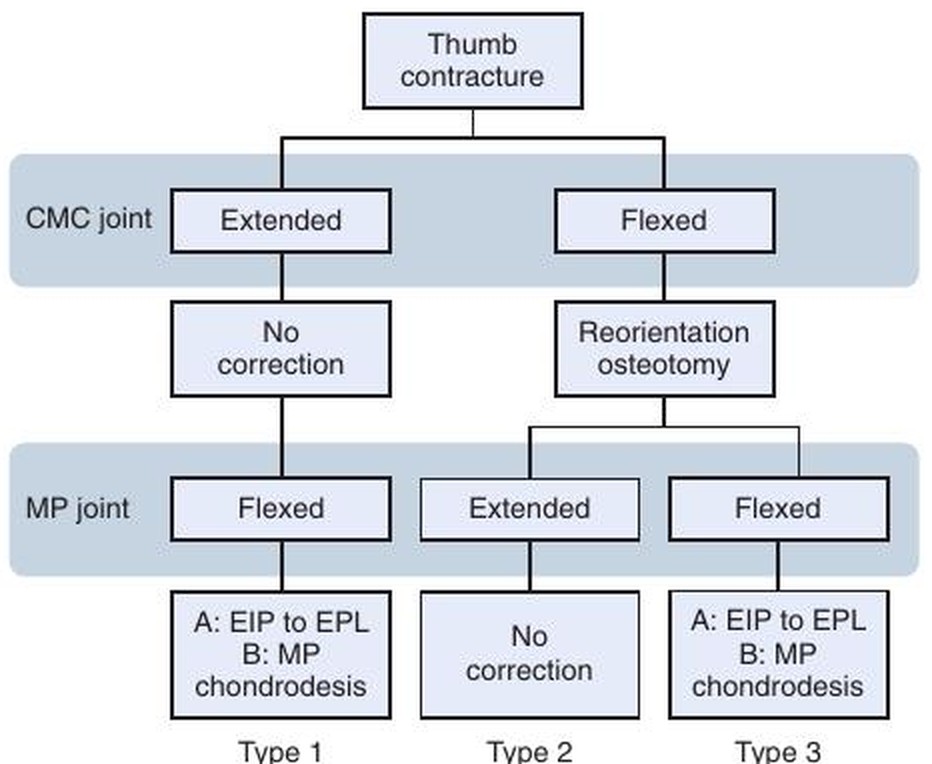 Thumb
contracture
CMC joint
Extended
Flexed
No
correction
Reorientation
osteotomy
MP joint
Flexed
Extended
Flexed
A: EIP to EPL
B: MP
chondrodesis
No
correction
A: EIP to EPL
B: MP
chondrodesis
Type 1
Type 2
Type 3